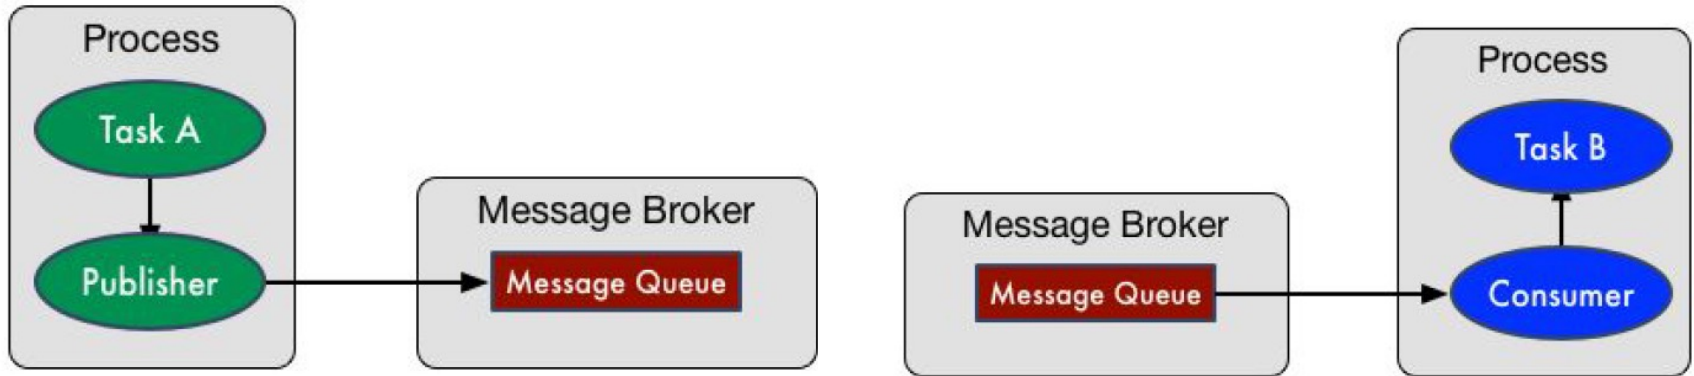 Process
Task A
Publisher
Message Broker
Message Queue
Message Broker
Message Queue
Process
Task B
Consumer